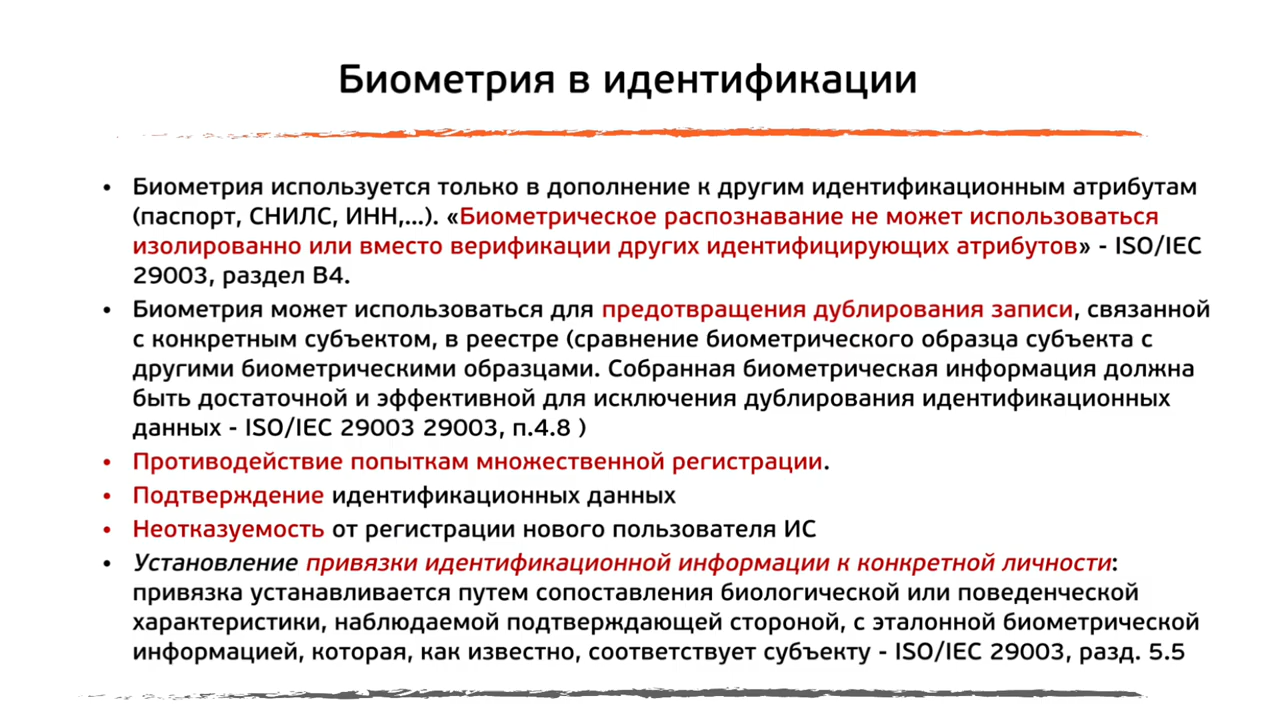 Биометрия в идентификации
• Биометрия используется только в дополнение к другим идентификационным атрибутам
(паспорт, СНИЛС, ИНН,...). «Биометрическое распознавание не может использоваться
изолированно или вместо верификации других идентифицирующих атрибутов» - ISO/IEC
29003, раздел B4.
• Биометрия может использоваться для предотвращения дублирования записи, связанной
с конкретным субъектом, в реестре (сравнение биометрического образца субъекта с
другими биометрическими образцами. Собранная биометрическая информация должна
быть достаточной и эффективной для исключения дублирования идентификационных
данных - ISO/IEC 29003 29003, п.4.8 )
• Противодействие попыткам множественной регистрации.
• Подтверждение идентификационных данных
• Неотказуемость от регистрации нового пользователя ИС
• Установление привязки идентификационной информации к конкретной личности:
привязка устанавливается путем сопоставления биологической или поведенческой
характеристики, наблюдаемой подтверждающей стороной, с эталонной биометрической
информацией, которая, как известно, соответствует субъекту - ISO/IEC 29003, разд. 5.5